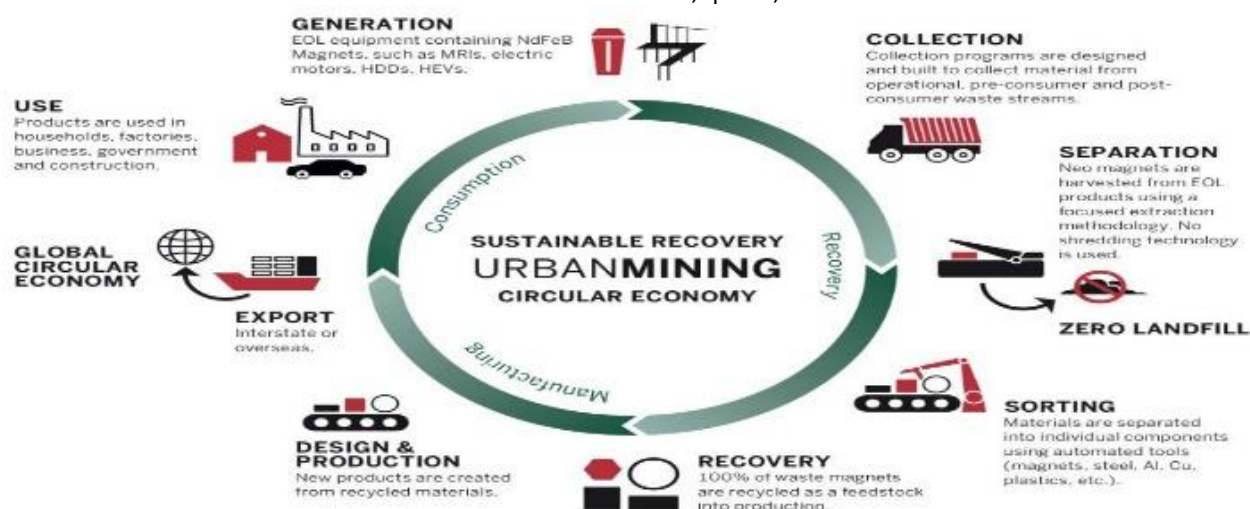 GENERATION
EOL equipment containing NdFeB
Magnets, such as MRIs, electric
motors, HDDs, HEVs.
COLLECTION
Collection programs are designed
and built to collect material from
operational, pre-consumer and post-
consumer waste streams.
USE
Products are used in
households, factories,
business, government
and construction.
SEPARATION
Neo magnets are
harvested from EOL
products using a
focused extraction
methodology. No
shredding technology
is used.
Consumption
Recovery
Manufacturing
SUSTAINABLE RECOVERY
URBANMINING
CIRCULAR ECONOMY
GLOBAL
CIRCULAR
ECONOMY
EXPORT
Interstate or
overseas.
ZERO LANDFILL
SORTING
Materials are separated
into individual components
using automated tools
(magnets, steel, Al, Cu,
plastics, etc.).
DESIGN &
PRODUCTION
New products are created
from recycled materials.
RECOVERY
100% of waste magnets
are recycled as a feedstock
into production.